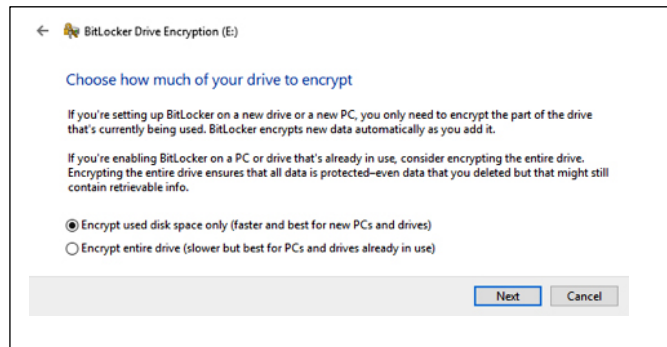 BitLocker Drive Encryption (E:)
Choose how much of your drive to encrypt
If you're setting up BitLocker on a new drive or a new PC, you only need to encrypt the part of the drive
that's currently being used. BitLocker encrypts new data automatically as you add it.
If you're enabling BitLocker on a PC or drive that's already in use, consider encrypting the entire drive.
Encrypting the entire drive ensures that all data is protected–even data that you deleted but that might still
contain retrievable info.
Encrypt used disk space only (faster and best for new PCs and drives)
Encrypt entire drive (slower but best for PCs and drives already in use)
Next Cancel